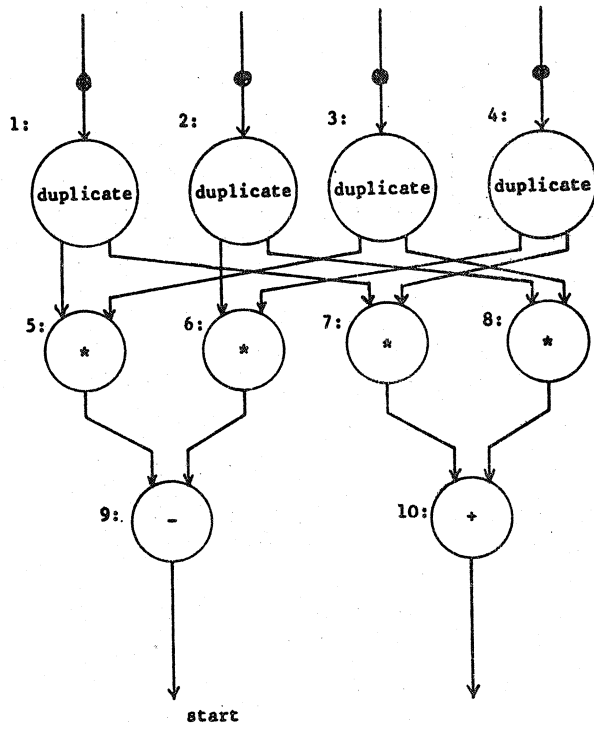 1: 2: 3: 4:
duplicate duplicate duplicate duplicate
5: * 6: * 7: * 8: *
9: - 10: +
start